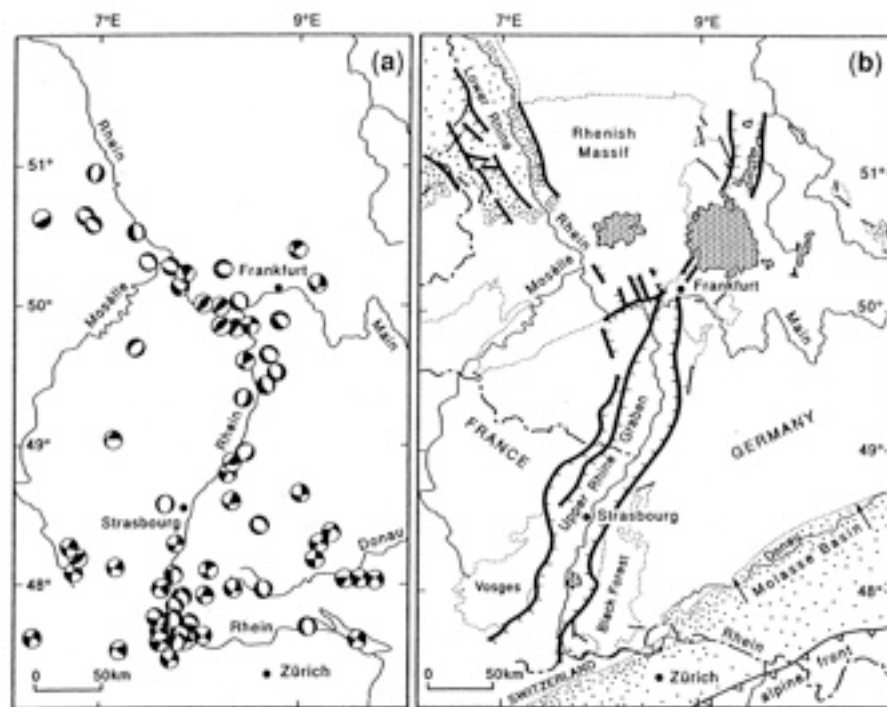 7°E
9°E
(a)
Rhein
51°
Frankfurt
50°
Mosëlle
Main
Rhein
49°
Strasbourg
Donau
48°
Rhein
Zürich
0 50km
7°E
9°E
(b)
Lower Rhine
Rhenish
Massif
51°
Rhein
Mosëlle
Frankfurt
50°
Main
FRANCE
GERMANY
49°
Upper Rhine Graben
Strasbourg
Donau
Molasse Basin
Vosges
Black Forest
48°
Rhein
SWITZERLAND
Zürich
alpine front
0 50km